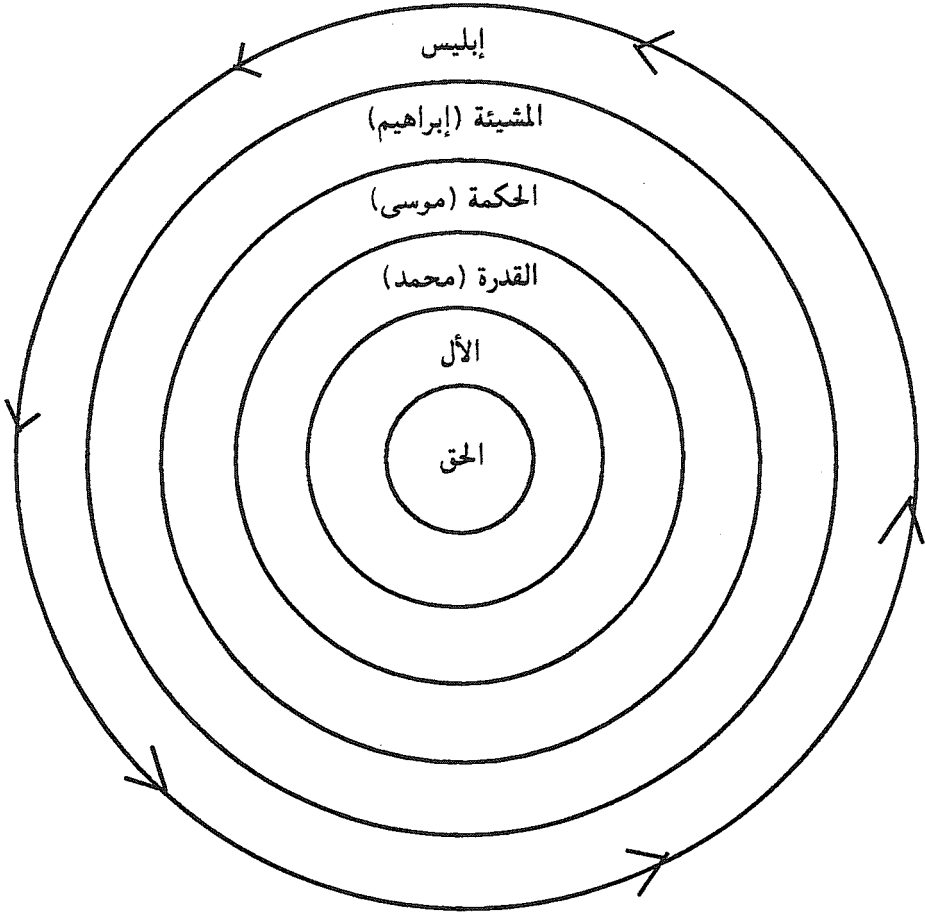 إبليس
المشيئة (إبراهيم)
الحكمة (موسى)
القدرة (محمد)
الأل
الحق